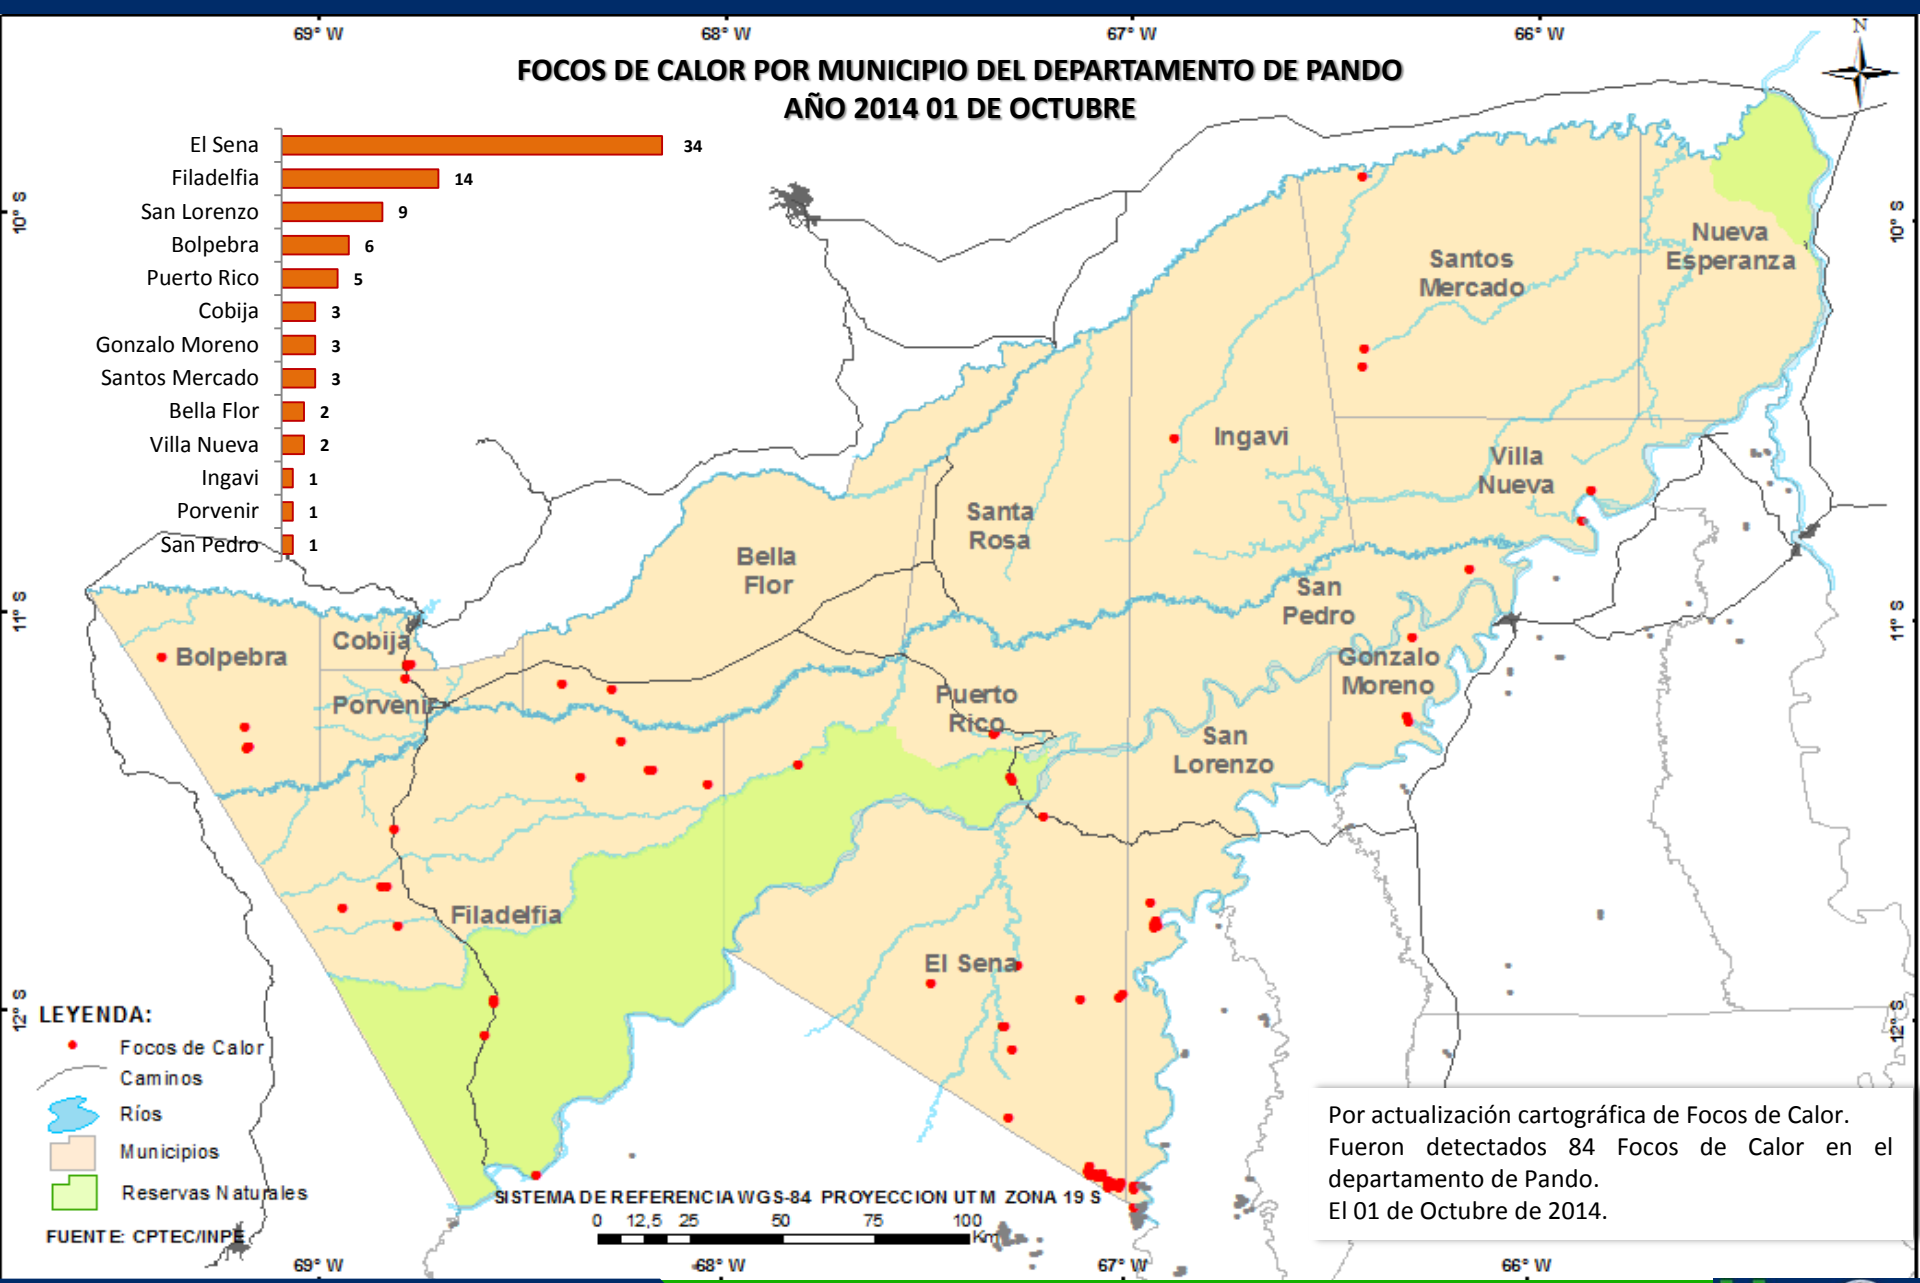 69° W 68° W 67° W 66° W
N
FOCOS DE CALOR POR MUNICIPIO DEL DEPARTAMENTO DE PANDO
AÑO 2014 01 DE OCTUBRE
El Sena 34
Filadelfia 14
San Lorenzo 9
Bolpebra 6
Puerto Rico 5
Cobija 3
Gonzalo Moreno 3
Santos Mercado 3
Bella Flor 2
Villa Nueva 2
Ingavi 1
Porvenir 1
San Pedro 1
10° S
10° S
11° S
11° S
12° S
12° S
Nueva
Esperanza
Santos
Mercado
Ingavi
Villa
Nueva
Santa
Rosa
Bella
Flor
San
Pedro
Cobija
Bolpebra
Gonzalo
Moreno
Porvenir
Puerto
Rico
San
Lorenzo
Filadelfia
El Sena
LEYENDA:
Focos de Calor
Caminos
Ríos
Municipios
Reservas Naturales
FUENTE: CPTEC/INPE
SISTEMA DE REFERENCIA WGS-84 PROYECCION UTM ZONA 19 S
0 12,5 25 50 75 100
Km
Por actualización cartográfica de Focos de Calor.
Fueron detectados 84 Focos de Calor en el
departamento de Pando.
El 01 de Octubre de 2014.
69° W 68° W 67° W 66° W